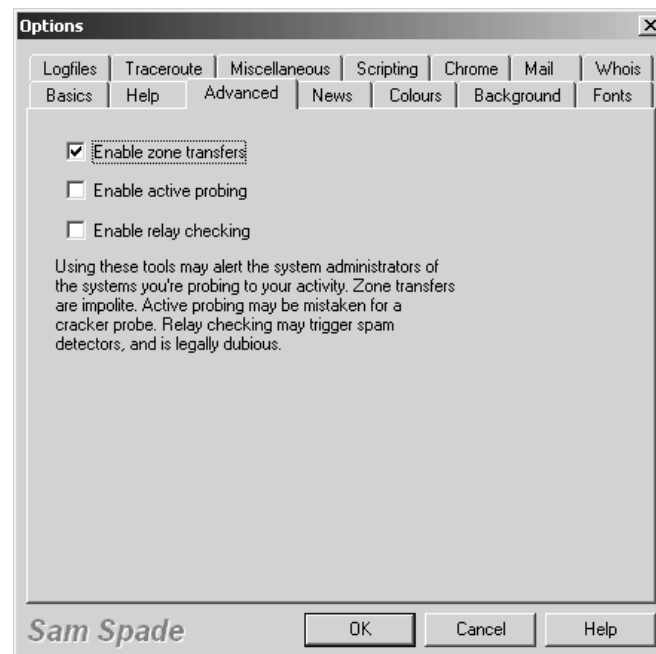 Options
Logfiles Traceroute Miscellaneous Scripting Chrome Mail Whois
Basics Help Advanced News Colours Background Fonts
Enable zone transfers
Enable active probing
Enable relay checking
Using these tools may alert the system administrators of
the systems you're probing to your activity. Zone transfers
are impolite. Active probing may be mistaken for a
cracker probe. Relay checking may trigger spam
detectors, and is legally dubious.
Sam Spade OK Cancel Help